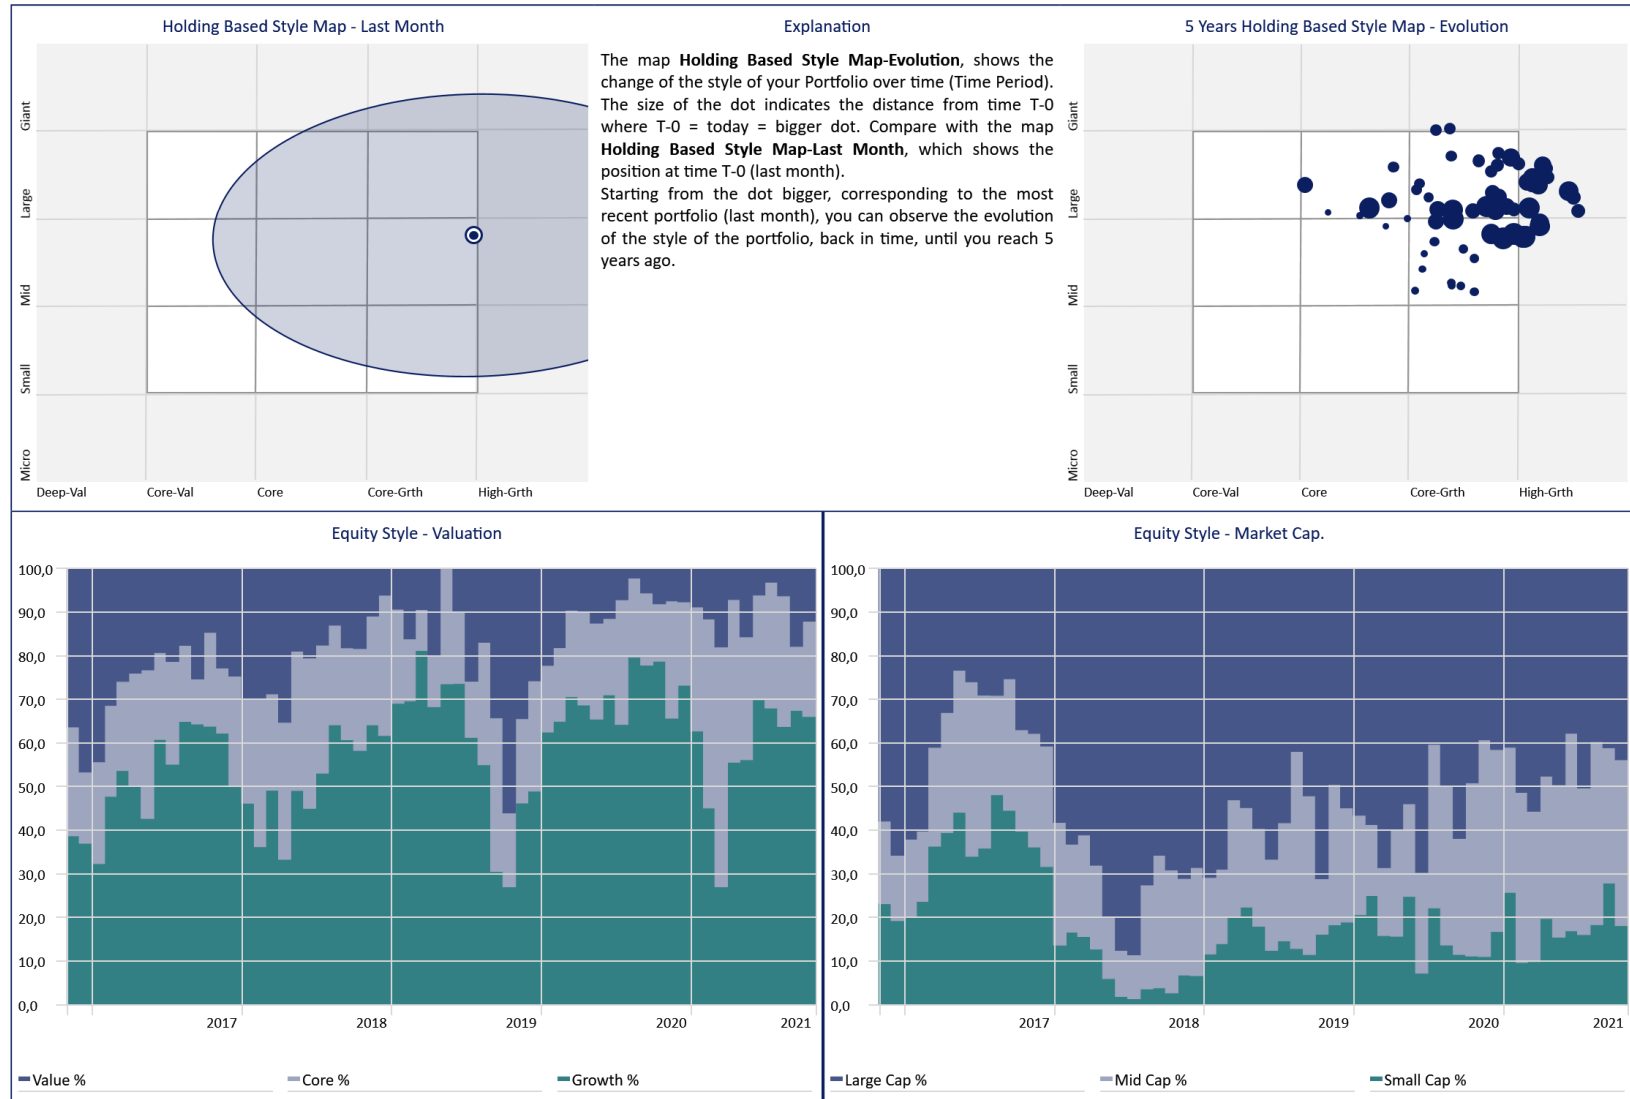 Holding Based Style Map - Last Month
Giant
Large
Mid
Small
Micro
Deep-Val
Core-Val
Core
Core-Grth
High-Grth
Explanation
The map Holding Based Style Map-Evolution, shows the
change of the style of your Portfolio over time (Time Period).
The size of the dot indicates the distance from time T-0
where T-0 = today = bigger dot. Compare with the map
Holding Based Style Map-Last Month, which shows the
position at time T-0 (last month).
Starting from the dot bigger, corresponding to the most
recent portfolio (last month), you can observe the evolution
of the style of the portfolio, back in time, until you reach 5
years ago.
5 Years Holding Based Style Map - Evolution
Giant
Large
Mid
Small
Micro
Deep-Val
Core-Val
Core
Core-Grth
High-Grth
Equity Style - Valuation
100,0
90,0
80,0
70,0
60,0
50,0
40,0
30,0
20,0
10,0
0,0
2017
2018
2019
2020
2021
Value %
Core %
Growth %
Equity Style - Market Cap.
100,0
90,0
80,0
70,0
60,0
50,0
40,0
30,0
20,0
10,0
0,0
2017
2018
2019
2020
2021
Large Cap %
Mid Cap %
Small Cap %